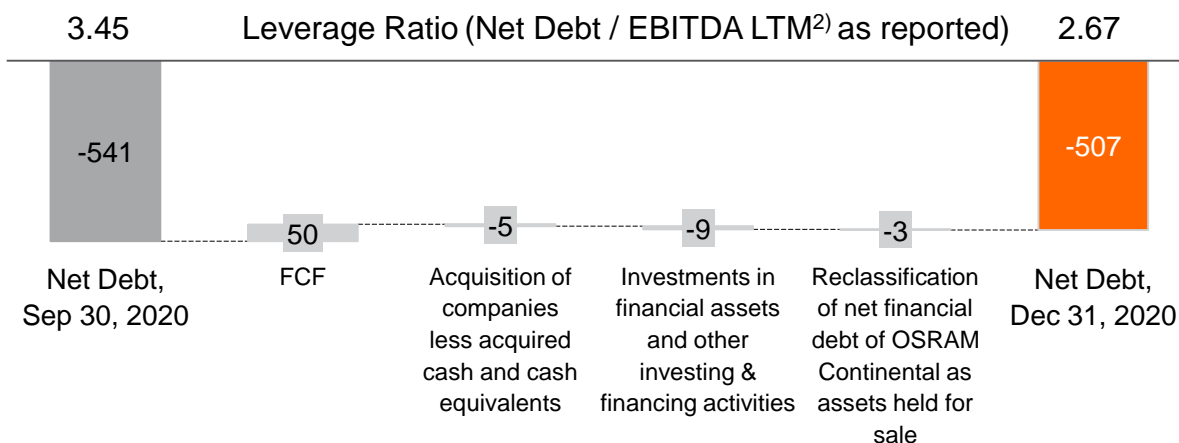 3.45 Leverage Ratio (Net Debt / EBITDA LTM2) as reported) 2.67
-541
50
-5
-9
-3
-507
Net Debt,
Sep 30, 2020
FCF
Acquisition of
companies
less acquired
cash and cash
equivalents
Investments in
financial assets
and other
investing &
financing activities
Reclassification
of net financial
debt of OSRAM
Continental as
assets held for
sale
Net Debt,
Dec 31, 2020